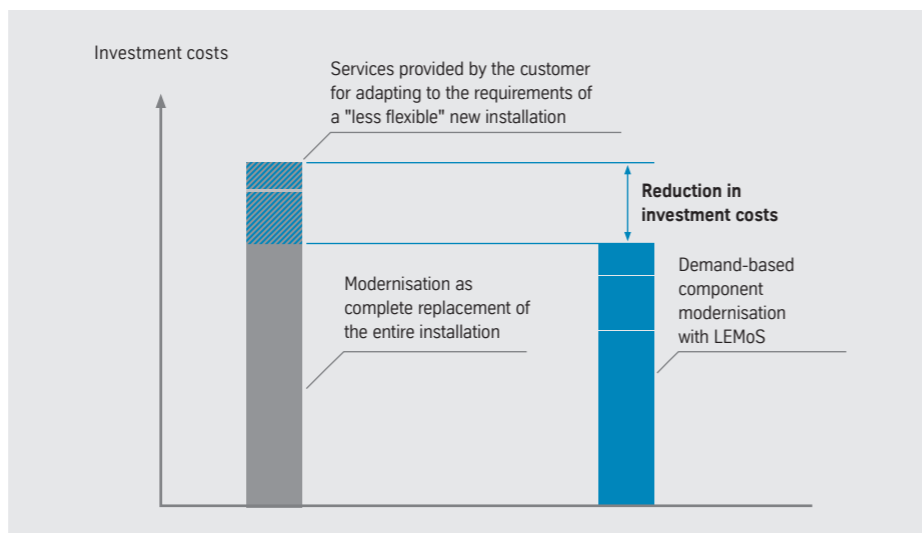 Investment costs
Services provided by the customer
for adapting to the requirements of
a "less flexible" new installation
Reduction in
investment costs
Modernisation as
complete replacement of
the entire installation
Demand-based
component
modernisation
with LEMoS